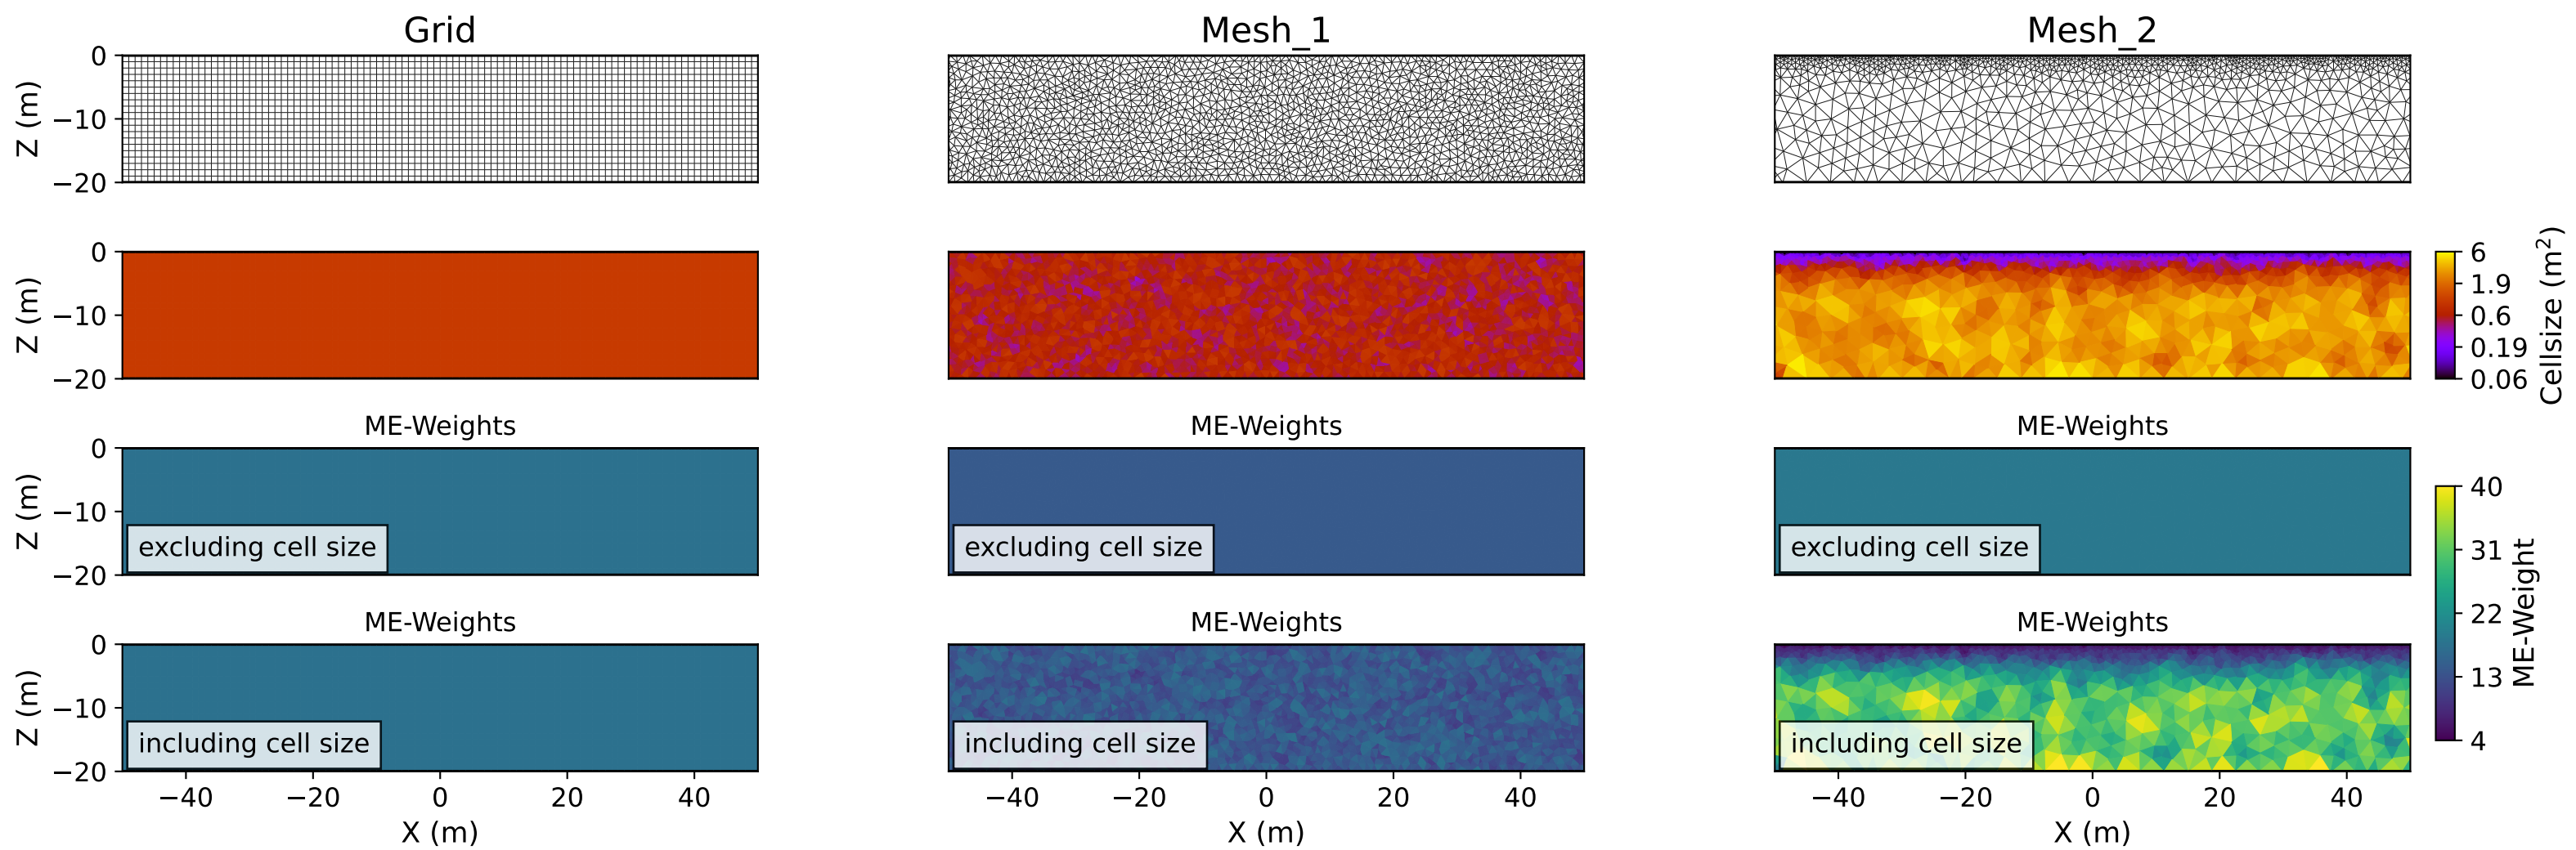 Grid Mesh_1 Mesh_2
0
−10
−20
Z (m)
0
−10
−20
Z (m)
6
1.9
0.6
0.19
0.06
Cellsize (m²)
ME-Weights ME-Weights ME-Weights
0
−10
−20
Z (m)
excluding cell size excluding cell size excluding cell size
40
31
22
13
4
ME-Weight
ME-Weights ME-Weights ME-Weights
0
−10
−20
Z (m)
including cell size including cell size including cell size
−40 −20 0 20 40 −40 −20 0 20 40 −40 −20 0 20 40
X (m) X (m) X (m)